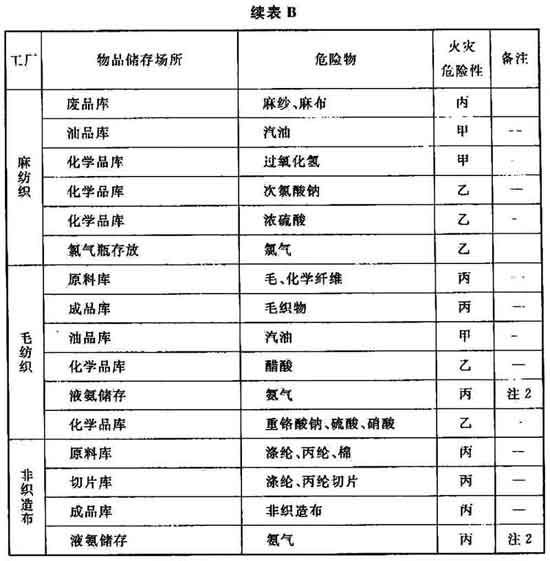 续表 B
工厂 物品储存场所 危险物 火灾危险性 备注
麻纺织
废品库 麻纱、麻布 丙
油品库 汽油 甲 —
化学品库 过氧化氢 甲 -
化学品库 次氯酸钠 乙 —
化学品库 浓硫酸 乙 -
氯气瓶存放 氯气 乙
毛纺织
原料库 毛、化学纤维 丙 —
成品库 毛织物 丙 —
油品库 汽油 甲 -
化学品库 醋酸 乙 —
液氨储存 氨气 丙 注 2
化学品库 重铬酸钠、硫酸、硝酸 乙 -
非织造布
原料库 涤纶、丙纶、棉 丙 —
切片库 涤纶、丙纶切片 丙 —
成品库 非织造布 丙 —
液氨储存 氨气 丙 注 2